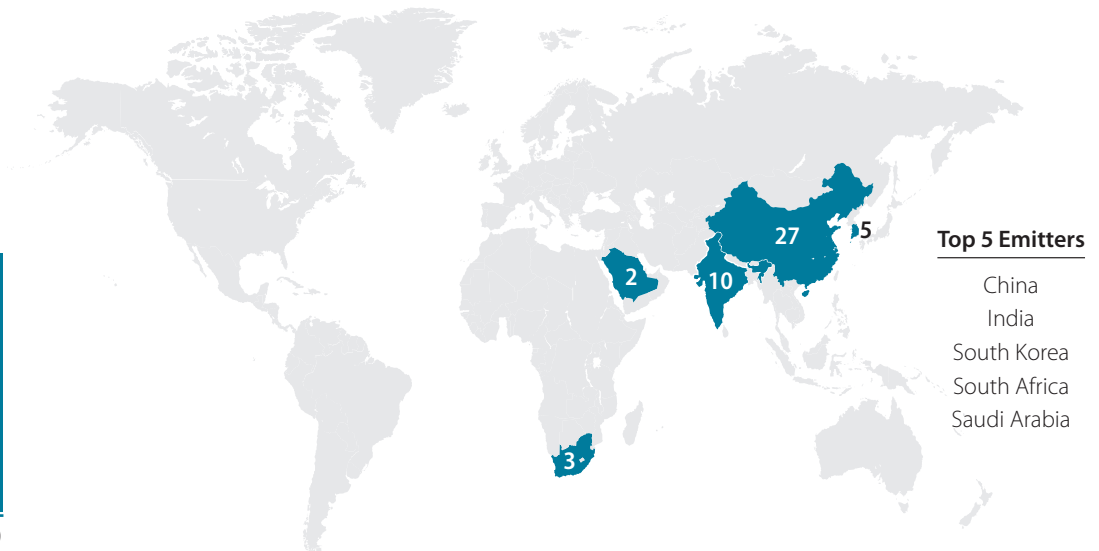 27
5
2
10
3
Top 5 Emitters
China
India
South Korea
South Africa
Saudi Arabia